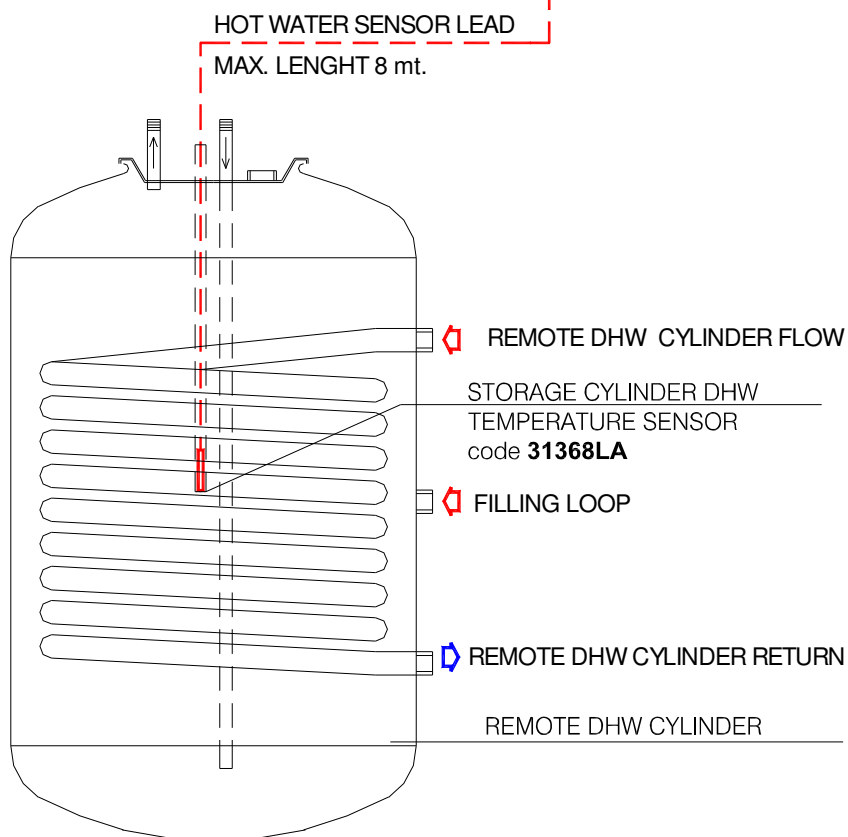 HOT WATER SENSOR LEAD
MAX. LENGHT 8 mt.
REMOTE DHW CYLINDER FLOW
STORAGE CYLINDER DHW
TEMPERATURE SENSOR
code 31368LA
FILLING LOOP
REMOTE DHW CYLINDER RETURN
REMOTE DHW CYLINDER